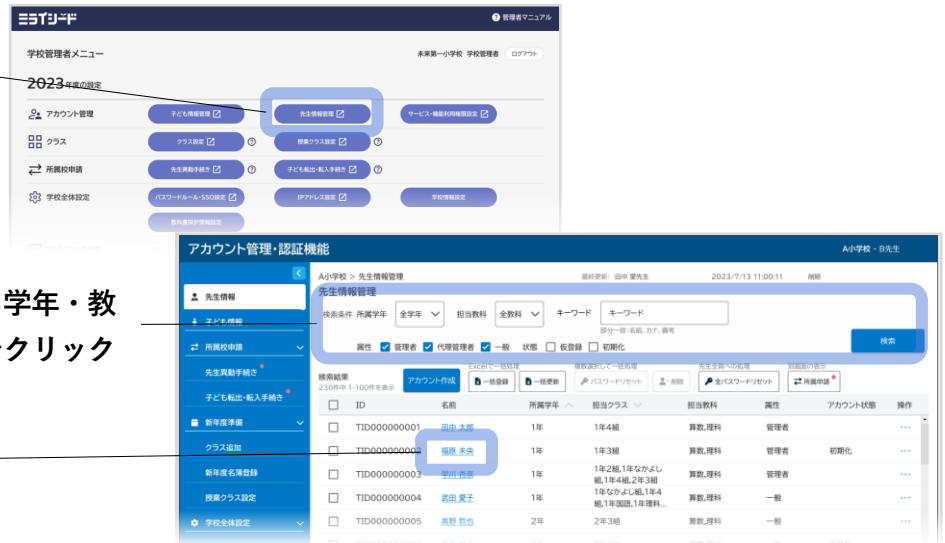 ミライシード
管理者マニュアル
学校管理者メニュー
未来第一小学校 学校管理者 ログアウト
2023年度の設定
アカウント管理 子ども情報管理 先生情報管理 サービス・機能利用権限設定
クラス クラス設定 授業クラス設定
所属校申請 先生異動手続き 子ども転出・転入手続き
学校全体設定 パスワードルール・SSO設定 IPアドレス設定 学校情報設定
教科書採択情報設定
学年・教
クリック
アカウント管理・認証機能
A小学校 - B先生
先生情報
子ども情報
所属校申請
先生異動手続き
子ども転出・転入手続き
新年度準備
クラス追加
新年度名簿登録
授業クラス設定
学校全体設定
A小学校 > 先生情報管理
最終更新: 田中 愛先生 2023/7/13 11:00:11 削除
先生情報管理
検索条件 所属学年 全学年 担当教科 全教科 キーワード キーワード
部分一致:名前、カナ、備考
属性 管理者 代理管理者 一般 状態 仮登録 初期化
検索
検索結果 Excelで一括処理 複数選択して一括処理 先生全員への処理 別画面の表示
230件中 1-100件を表示 アカウント作成 一括登録 一括更新 パスワードリセット 削除 全パスワードリセット 所属申請
ID 名前 所属学年 担当クラス 担当教科 属性 アカウント状態 操作
TID000000001 田中 太郎 1年 1年4組 算数,理科 管理者 ...
TID000000002 福原 未央 1年 1年3組 算数,理科 管理者 初期化 ...
TID000000003 早川 杏奈 1年 1年2組,1年なかよし組,1年4組,2年3組 算数,理科 管理者 ...
TID000000004 武田 愛子 1年 1年なかよし組,1年4組,1年国語,1年理科... 算数,理科 一般 ...
TID000000005 高野 哲也 2年 2年3組 算数,理科 一般 ...